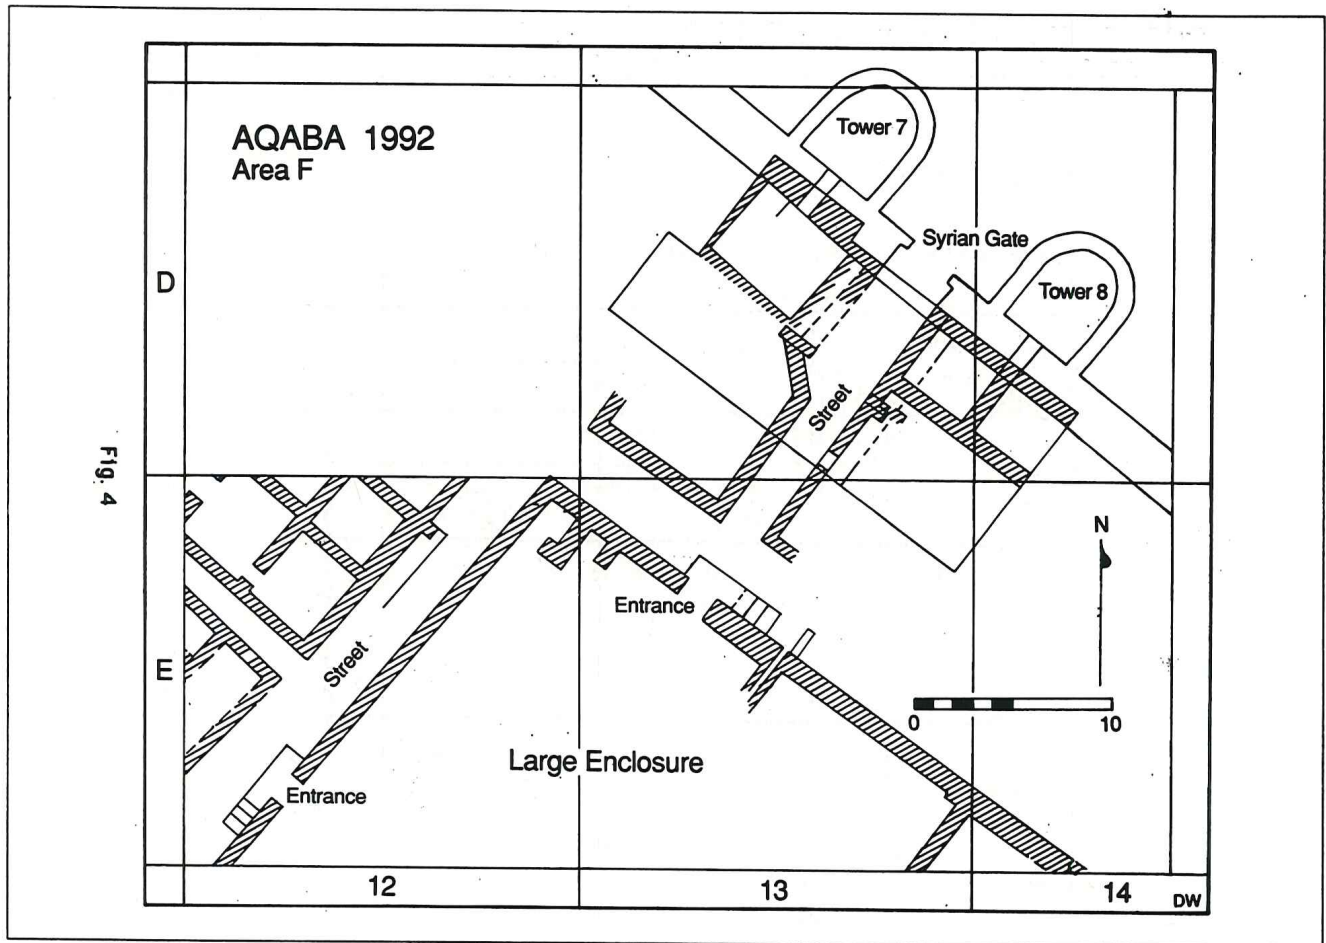 AQABA 1992
Area F
Tower 7
Syrian Gate
Tower 8
D
Street
Fig. 4
N
Entrance
E
Street
0 10
Large Enclosure
Entrance
12 13 14
DW